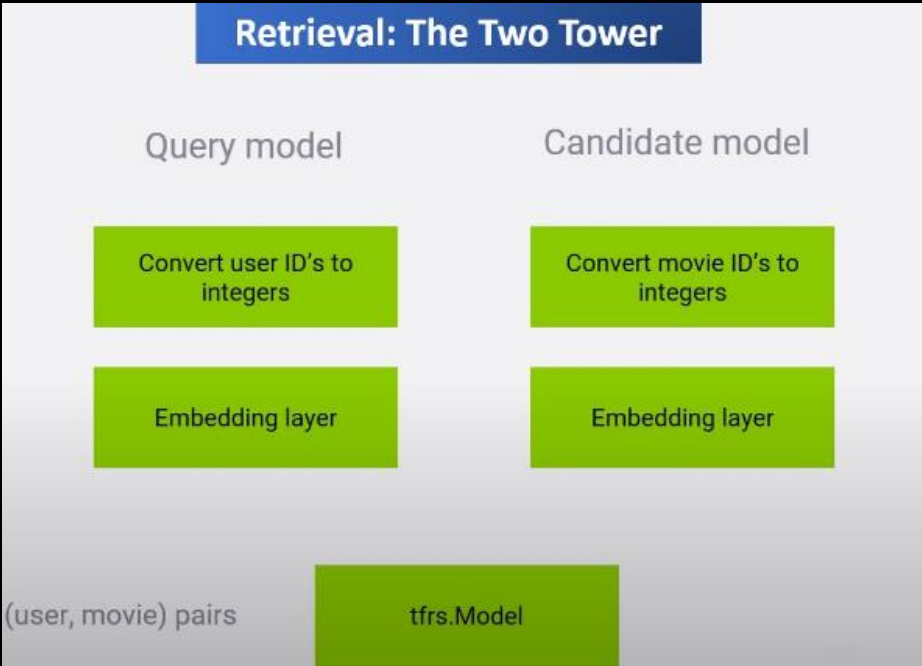 Retrieval: The Two Tower
Query model
Candidate model
Convert user ID's to
integers
Convert movie ID's to
integers
Embedding layer
Embedding layer
(user, movie) pairs
tfrs.Model